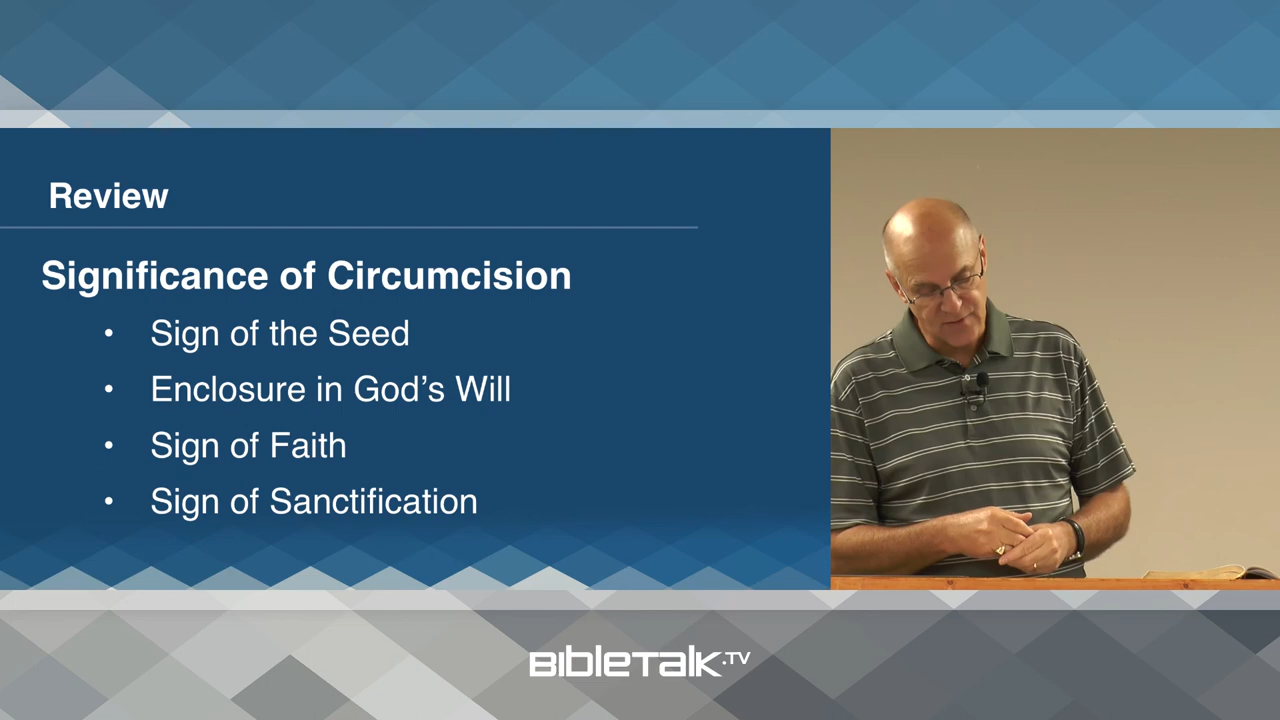 Review
Significance of Circumcision
• Sign of the Seed
• Enclosure in God’s Will
• Sign of Faith
• Sign of Sanctification
BibleTalk.TV